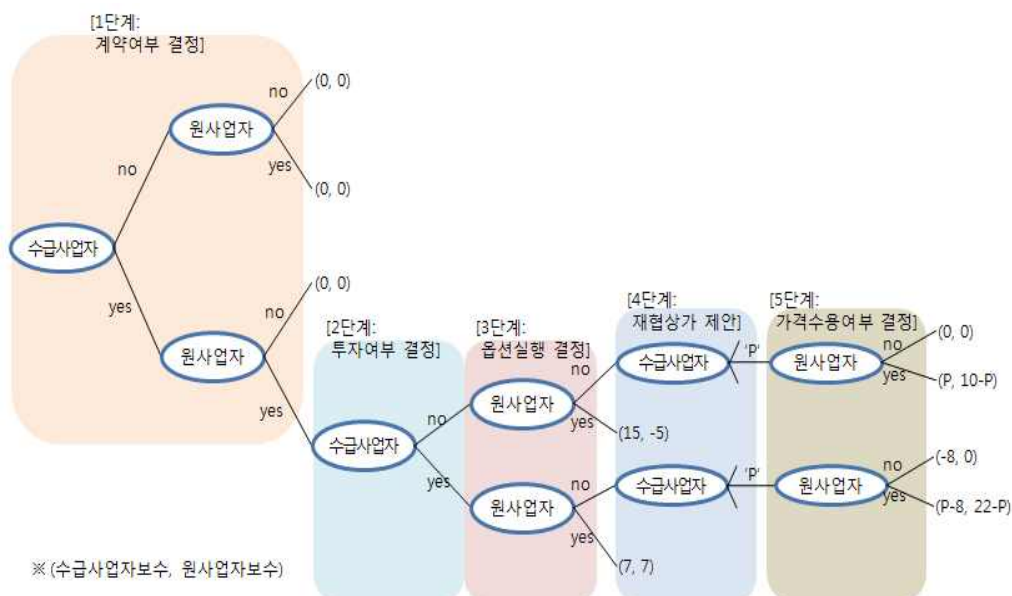 [1단계:
계약여부 결정]
(0, 0)
no
원사업자
yes
(0, 0)
no
수급사업자
yes
(0, 0)
no
원사업자
yes
[2단계:
투자여부 결정]
[3단계:
옵션실행 결정]
[4단계:
재협상가 제안]
[5단계:
가격수용여부 결정]
수급사업자
no
yes
원사업자
no
yes
(15, -5)
수급사업자
'P'
원사업자
no
yes
(0, 0)
(P, 10-P)
원사업자
no
yes
(7, 7)
수급사업자
'P'
원사업자
no
yes
(-8, 0)
(P-8, 22-P)
※ (수급사업자보수, 원사업자보수)